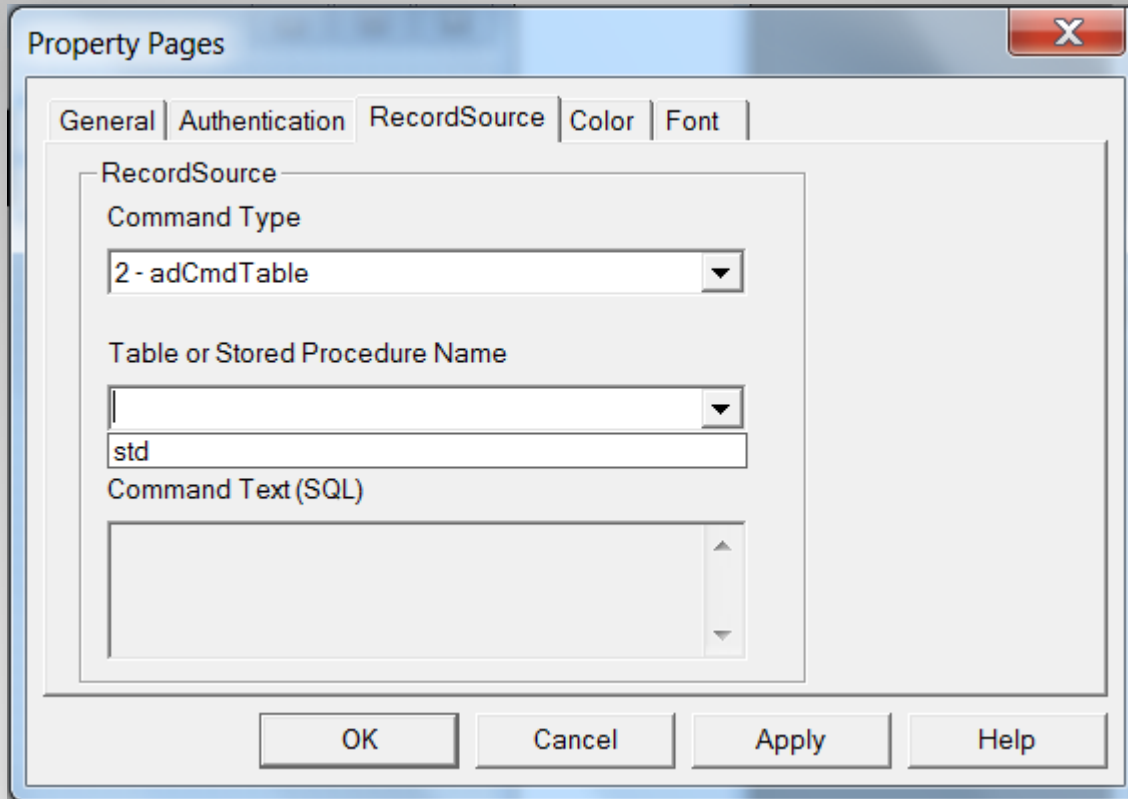 Property Pages
General Authentication RecordSource Color Font
RecordSource
Command Type
2 - adCmdTable
Table or Stored Procedure Name
std
Command Text (SQL)
OK Cancel Apply Help